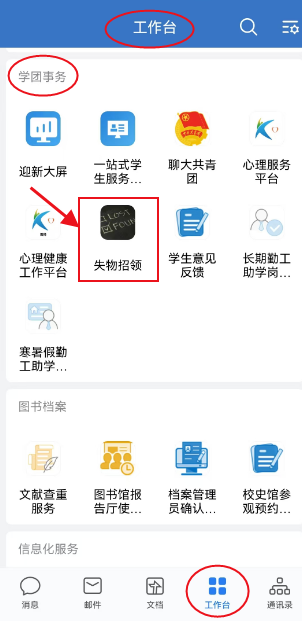 工作台
学团事务
迎新大屏
一站式学
生服务...
聊大共青
团
心理服务
平台
心理健康
工作平台
Lost
Foun
失物招领
学生意见
反馈
长期勤工
助学岗...
寒暑假勤
工助学...
图书档案
文献查重
服务
图书馆报
告厅使...
档案管理
员确认...
校史馆参
观预约...
信息化服务
消息
邮件
文档
工作台
通讯录